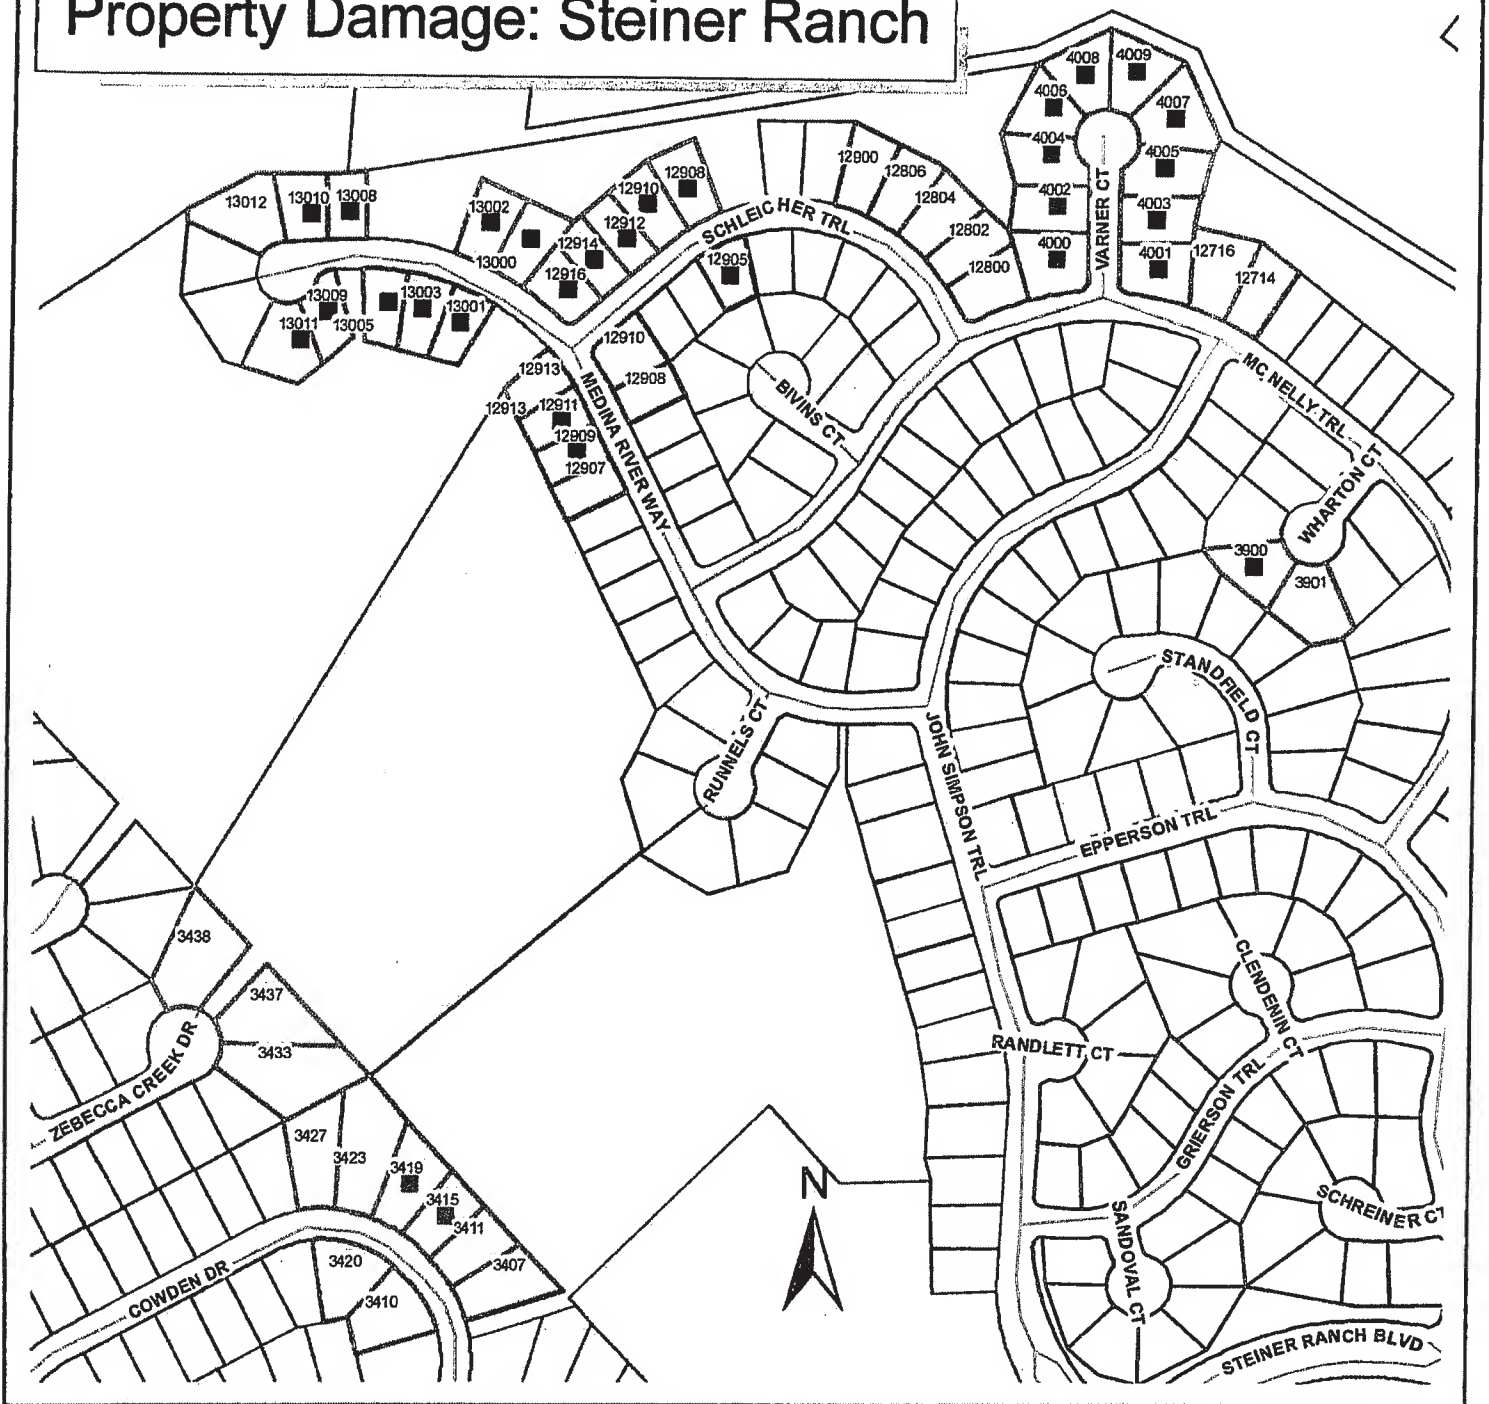 Property Damage: Steiner Ranch
4008
4009
4006
4007
4004
4005
4002
4003
4000
4001
VARNER CT
12716
12714
12900
12806
12804
12802
12800
12908
12910
12912
12914
12916
SCHLEICHER TRL
12905
13012
13010
13008
13002
13000
13009
13011
13005
13003
13001
12910
12908
12913
12913
12911
12909
12907
MEDINA RIVER WAY
BIVINS CT
MC NELLY TRL
WHARTON CT
3900
3901
STANDFIELD CT
RUNNELS CT
JOHN SIMPSON TRL
EPPERSON TRL
CLENDENIN CT
RANDLETT CT
GRIERSON TRL
SCHREINER CT
SANDOVAL CT
STEINER RANCH BLVD
3438
3437
3433
ZEBECCA CREEK DR
3427
3423
3419
3415
3411
3407
3420
3410
COWDEN DR
N